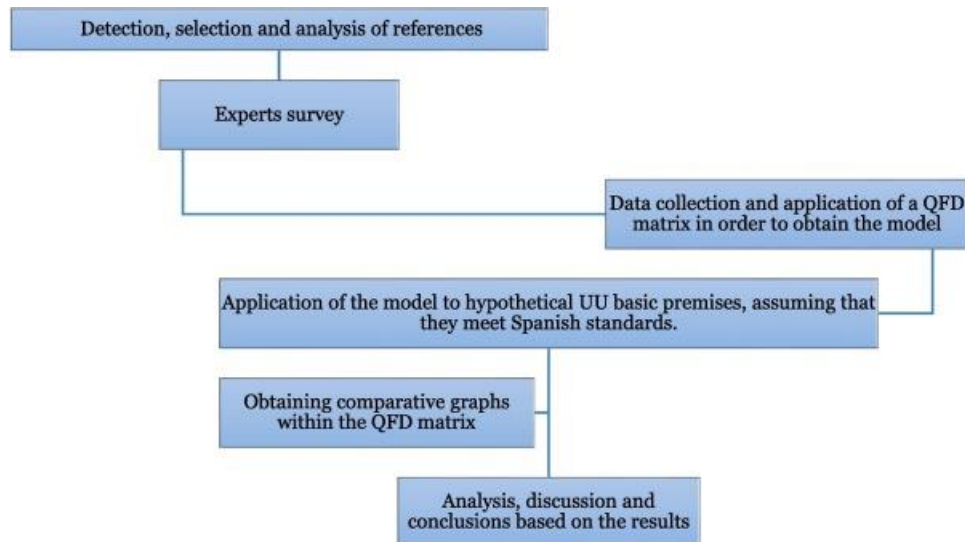 Detection, selection and analysis of references
Experts survey
Data collection and application of a QFD
matrix in order to obtain the model
Application of the model to hypothetical UU basic premises, assuming that
they meet Spanish standards.
Obtaining comparative graphs
within the QFD matrix
Analysis, discussion and
conclusions based on the results